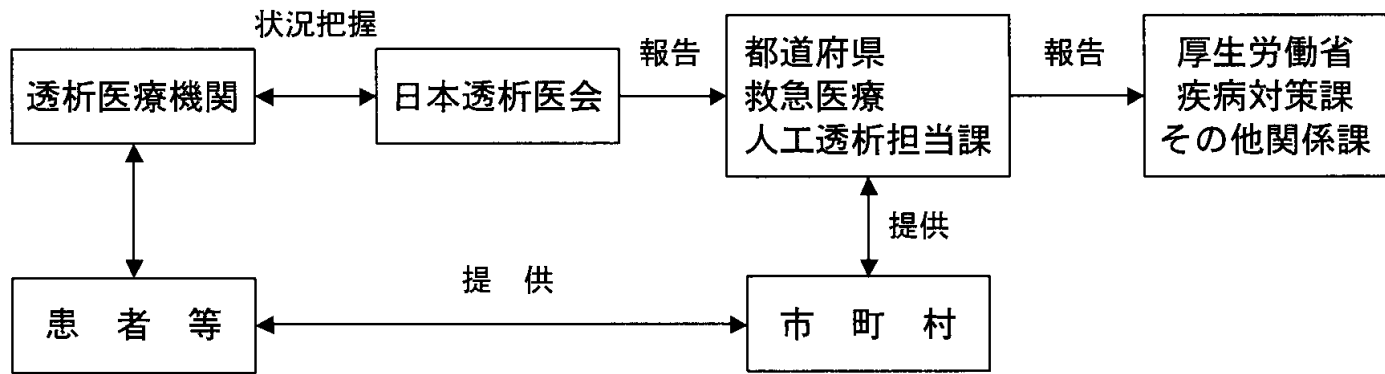 状況把握
透析医療機関
日本透析医会
報告
都道府県
救急医療
人工透析担当課
報告
厚生労働省
疾病対策課
その他関係課
提供
患　者　等
提　供
市　町　村